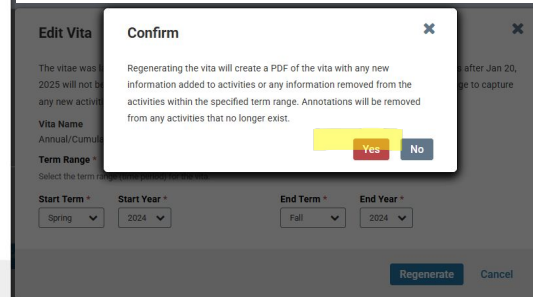 Edit Vita
Confirm
The vitae was
after Jan 20,
Regenerating the vita will create a PDF of the vita with any new
2025 will not be
ge to capture
information added to activities or any information removed from the
any new activiti
activities within the specified term range. Annotations will be removed
from any activities that no longer exist.
Vita Name
Annual/Cumula
Yes No
Term Range *
Select the term range (time period) for the vita.
Start Term * Start Year * End Term * End Year *
Spring 2024 Fall 2024
Regenerate Cancel